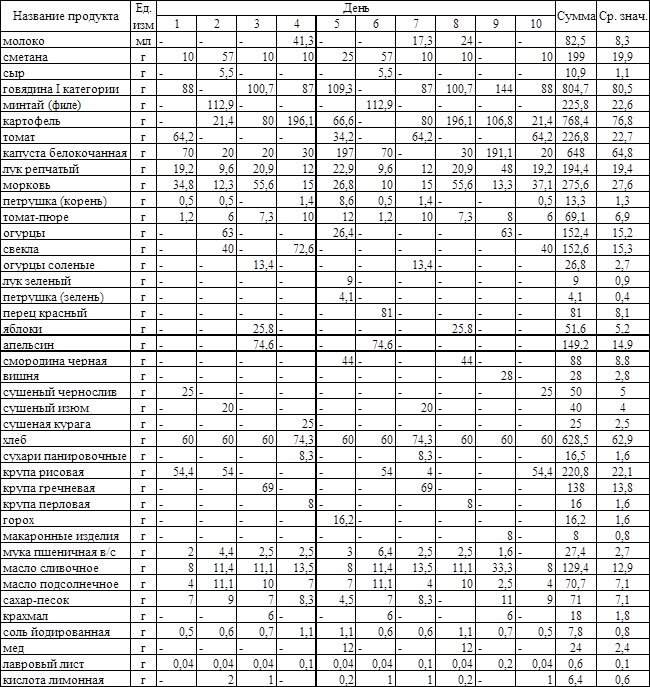 Название продукта Ед. изм День Сумма Ср. знач.
1 2 3 4 5 6 7 8 9 10
молоко мл - - - 41,3 - - 17,3 24 - - 82,5 8,3
сметана г 10 57 10 10 25 57 10 10 - 10 199 19,9
сыр г - 5,5 - - - 5,5 - - - - 10,9 1,1
говядина I категории г 88 - 100,7 87 109,3 - 87 100,7 144 88 804,7 80,5
минтай (филе) г - 112,9 - - - 112,9 - - - - 225,8 22,6
картофель г - 21,4 80 196,1 66,6 - 80 196,1 106,8 21,4 768,4 76,8
томат г 64,2 - - - 34,2 - 64,2 - - 64,2 226,8 22,7
капуста белокочанная г 70 20 20 30 197 70 - 30 191,1 20 648 64,8
лук репчатый г 19,2 9,6 20,9 12 22,9 9,6 12 20,9 48 19,2 194,4 19,4
морковь г 34,8 12,3 55,6 15 26,8 10 15 55,6 13,3 37,1 275,6 27,6
петрушка (корень) г 0,5 0,5 - 1,4 8,6 0,5 1,4 - - 0,5 13,3 1,3
томат-пюре г 1,2 6 7,3 10 12 1,2 10 7,3 8 6 69,1 6,9
огурцы г - 63 - - 26,4 - - - 63 - 152,4 15,2
свекла г - 40 - 72,6 - - - - - 40 152,6 15,3
огурцы соленые г - - 13,4 - - - 13,4 - - - 26,8 2,7
лук зеленый г - - - - 9 - - - - - 9 0,9
петрушка (зелень) г - - - - 4,1 - - - - - 4,1 0,4
перец красный г - - - - - 81 - - - - 81 8,1
яблоки г - - 25,8 - - - - 25,8 - - 51,6 5,2
апельсин г - - 74,6 - - 74,6 - - - - 149,2 14,9
смородина черная г - - - - 44 - - 44 - - 88 8,8
вишня г - - - - - - - - 28 - 28 2,8
сушеный чернослив г 25 - - - - - - - - 25 50 5
сушеный изюм г - 20 - - - - 20 - - - 40 4
сушеная курага г - - - 25 - - - - - - 25 2,5
хлеб г 60 60 60 74,3 60 60 74,3 60 60 60 628,5 62,9
сухари панировочные г - - - 8,3 - - 8,3 - - - 16,5 1,6
крупа рисовая г 54,4 54 - - - 54 4 - - 54,4 220,8 22,1
крупа гречневая г - - 69 - - - 69 - - - 138 13,8
крупа перловая г - - - 8 - - - 8 - - 16 1,6
горох г - - - - 16,2 - - - - - 16,2 1,6
макаронные изделия г - - - - - - - - 8 - 8 0,8
мука пшеничная в/с г 2 4,4 2,5 2,5 3 6,4 2,5 2,5 1,6 - 27,4 2,7
масло сливочное г 8 11,4 11,1 13,5 8 11,4 13,5 11,1 33,3 8 129,4 12,9
масло подсолнечное г 4 11,1 10 7 7 11,1 4 10 2,5 4 70,7 7,1
сахар-песок г 7 9 7 8,3 4,5 7 8,3 - 11 9 71 7,1
крахмал г - - 6 - - 6 - - 6 - 18 1,8
соль йодированная г 0,5 0,6 0,7 1,1 1,1 0,6 0,6 1,1 0,7 0,5 7,8 0,8
мед г - - - - 12 - - 12 - - 24 2,4
лавровый лист г 0,04 0,04 0,04 0,1 0,04 0,04 0,1 0,04 0,2 0,04 0,6 0,1
кислота лимонная г - 2 1 - 0,2 1 1 0,2 - 1 6,4 0,6